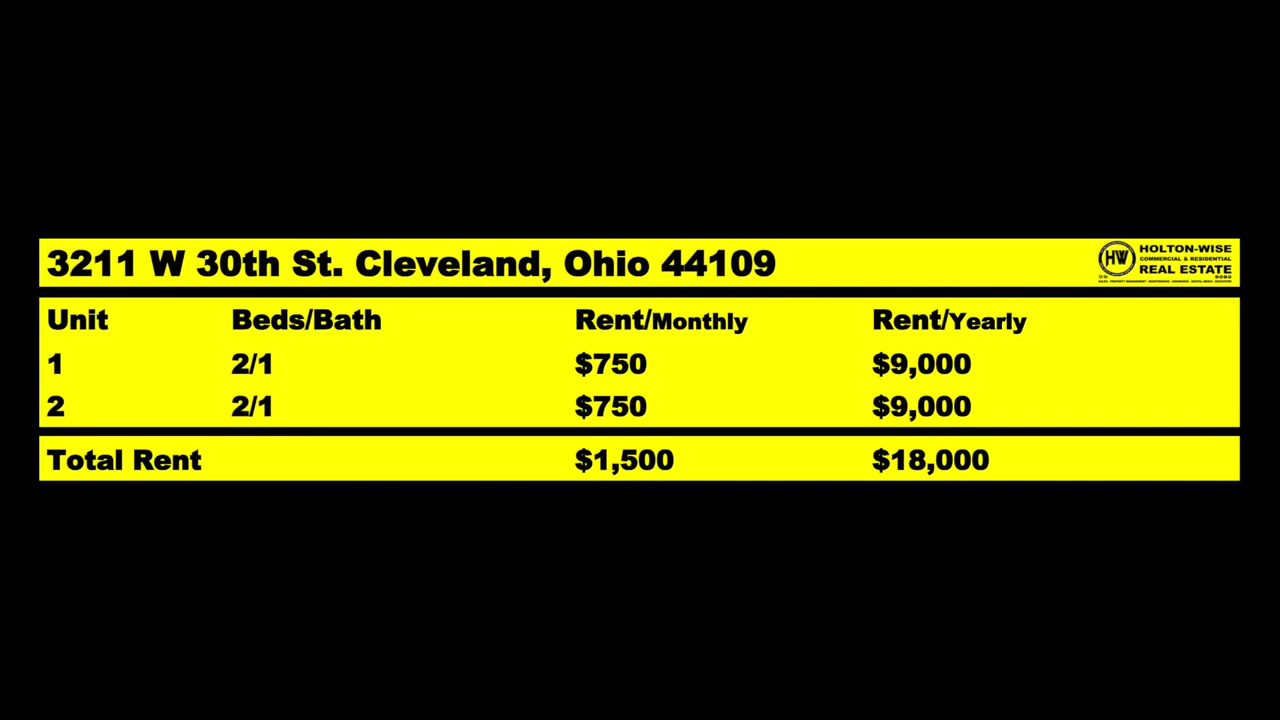 3211 W 30th St. Cleveland, Ohio 44109
HOLTON-WISE
COMMERCIAL & RESIDENTIAL
REAL ESTATE
HW
Unit Beds/Bath Rent/Monthly Rent/Yearly
1 2/1 $750 $9,000
2 2/1 $750 $9,000
Total Rent $1,500 $18,000